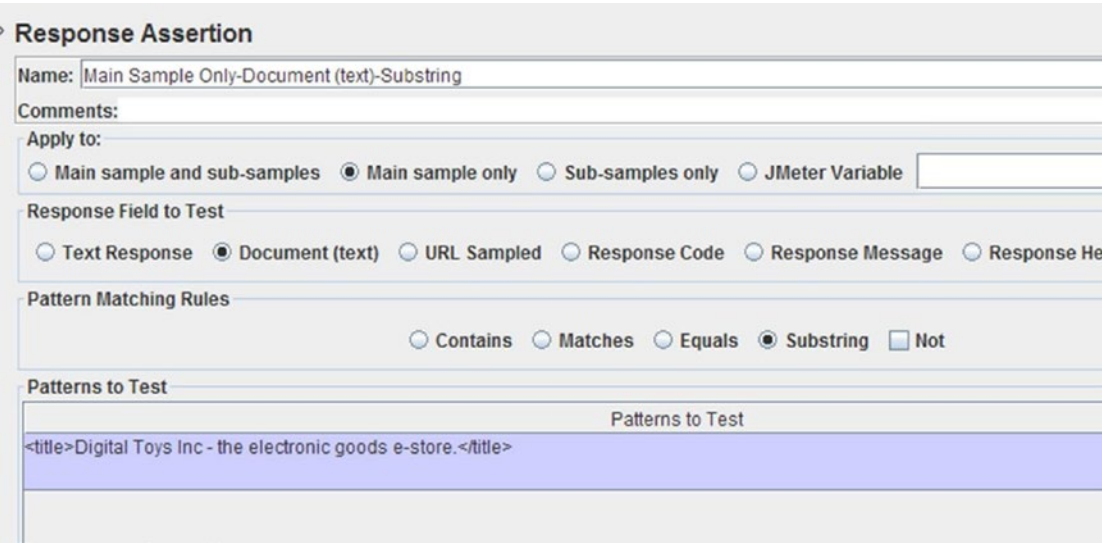 Response Assertion
Name: Main Sample Only-Document (text)-Substring
Comments:
Apply to:
Main sample and sub-samples Main sample only Sub-samples only JMeter Variable
Response Field to Test
Text Response Document (text) URL Sampled Response Code Response Message Response He
Pattern Matching Rules
Contains Matches Equals Substring Not
Patterns to Test
Patterns to Test
<title>Digital Toys Inc - the electronic goods e-store.</title>